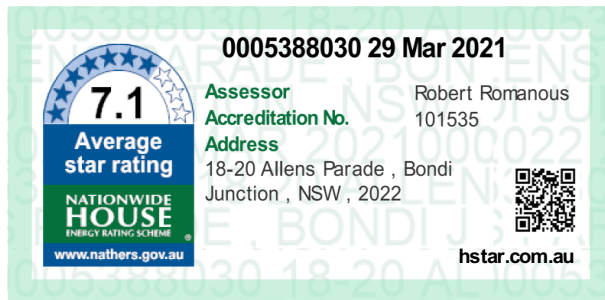 0005388030 29 Mar 2021
7.1
Average
star rating
NATIONWIDE
HOUSE
ENERGY RATING SCHEME
®
www.nathers.gov.au
Assessor Robert Romanous
Accreditation No. 101535
Address
18-20 Allens Parade , Bondi
Junction , NSW , 2022
hstar.com.au